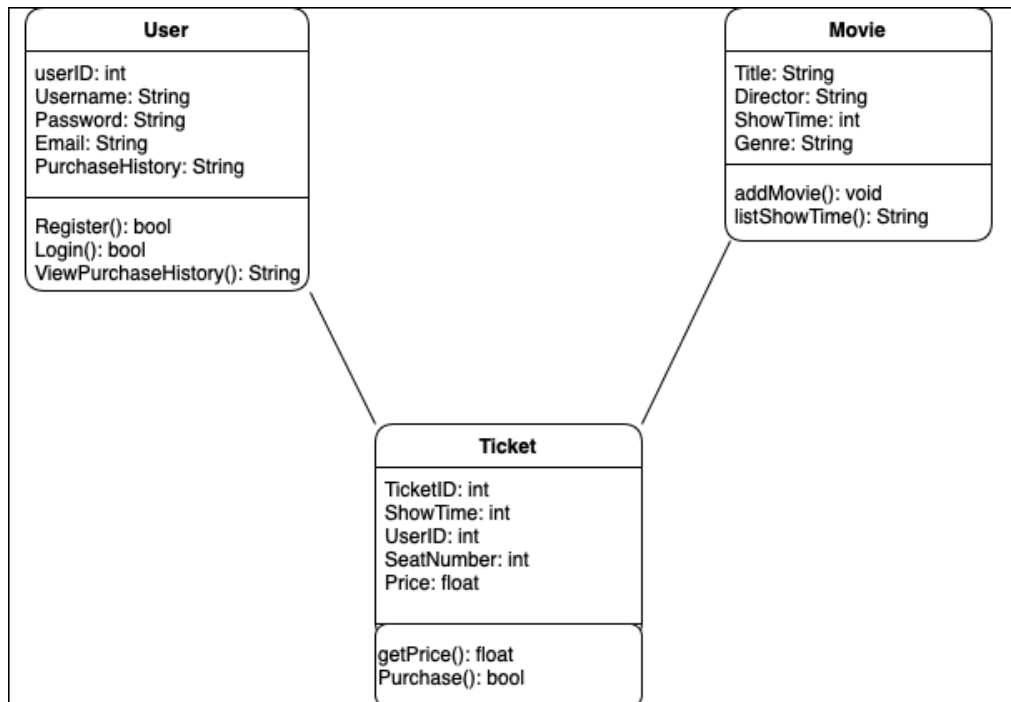 User
userID: int
Username: String
Password: String
Email: String
PurchaseHistory: String
Register(): bool
Login(): bool
ViewPurchaseHistory(): String
Movie
Title: String
Director: String
ShowTime: int
Genre: String
addMovie(): void
listShowTime(): String
Ticket
TicketID: int
ShowTime: int
UserID: int
SeatNumber: int
Price: float
getPrice(): float
Purchase(): bool